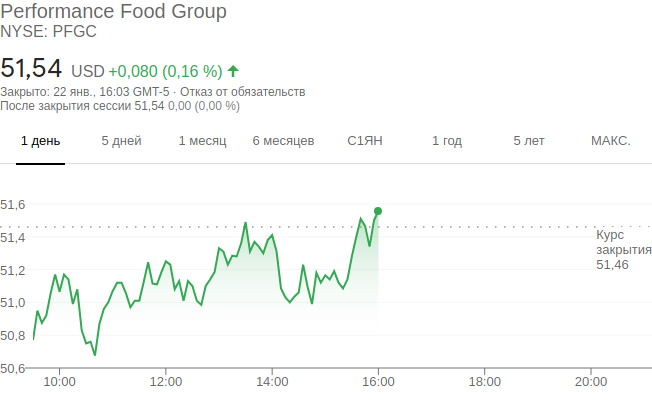 Performance Food Group
NYSE: PFGC
51,54 USD +0,080 (0,16 %)
Закрыто: 22 янв., 16:03 GMT-5 · Отказ от обязательств
После закрытия сессии 51,54 0,00 (0,00 %)
1 день 5 дней 1 месяц 6 месяцев С1ЯН 1 год 5 лет МАКС.
51,6
51,4
Курс
закрытия
51,46
51,2
51,0
50,8
50,6
10:00 12:00 14:00 16:00 18:00 20:00